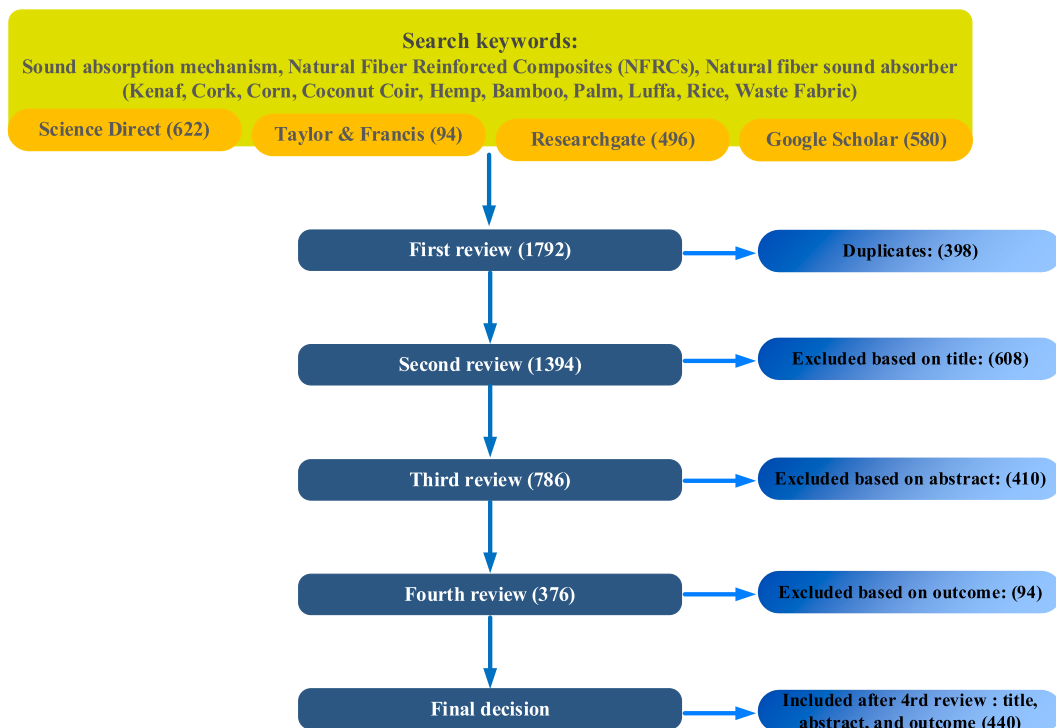 Search keywords:
Sound absorption mechanism, Natural Fiber Reinforced Composites (NFRCs), Natural fiber sound absorber
(Kenaf, Cork, Corn, Coconut Coir, Hemp, Bamboo, Palm, Luffa, Rice, Waste Fabric)
Science Direct (622)
Taylor & Francis (94)
Researchgate (496)
Google Scholar (580)
First review (1792)
Duplicates: (398)
Second review (1394)
Excluded based on title: (608)
Third review (786)
Excluded based on abstract: (410)
Fourth review (376)
Excluded based on outcome: (94)
Final decision
Included after 4rd review : title,
abstract, and outcome (440)